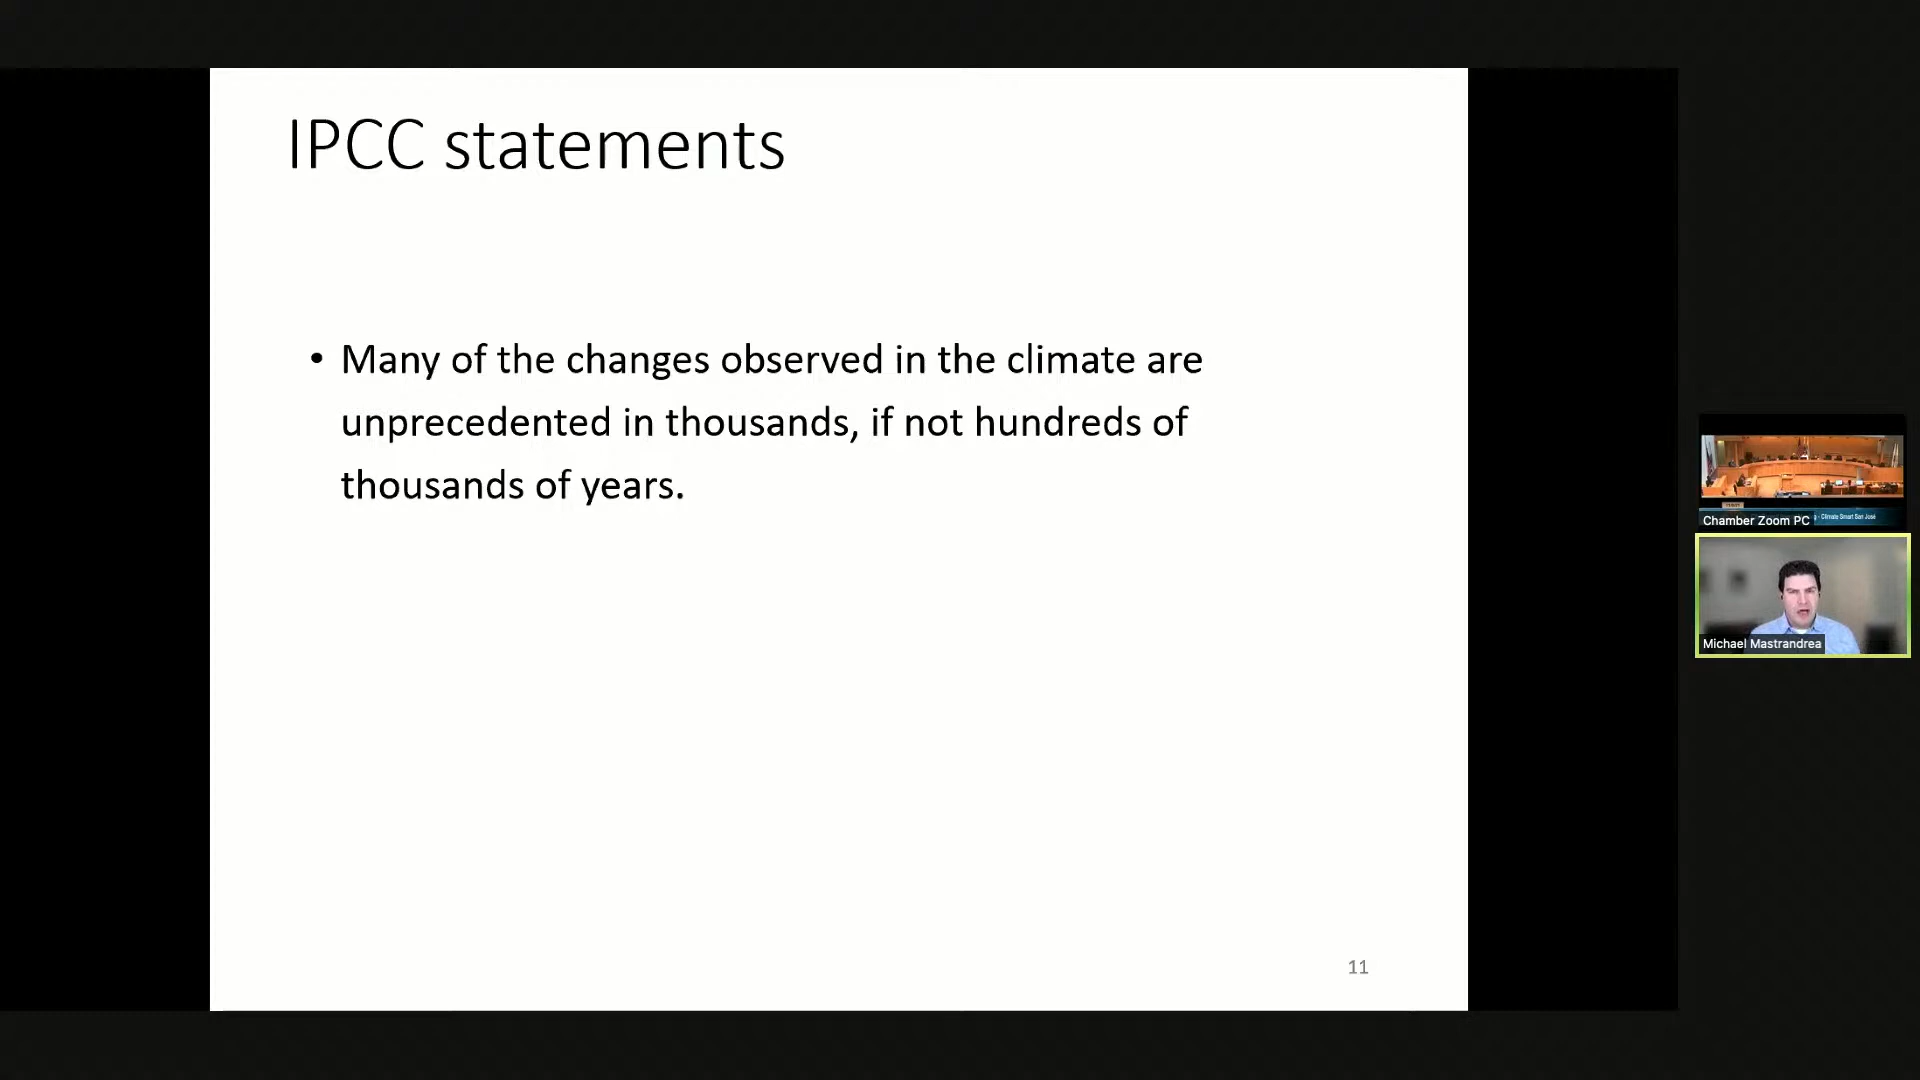 IPCC statements
• Many of the changes observed in the climate are
unprecedented in thousands, if not hundreds of
thousands of years.
11
Chamber Zoom PC
- Climate Smart San José
Michael Mastrandrea